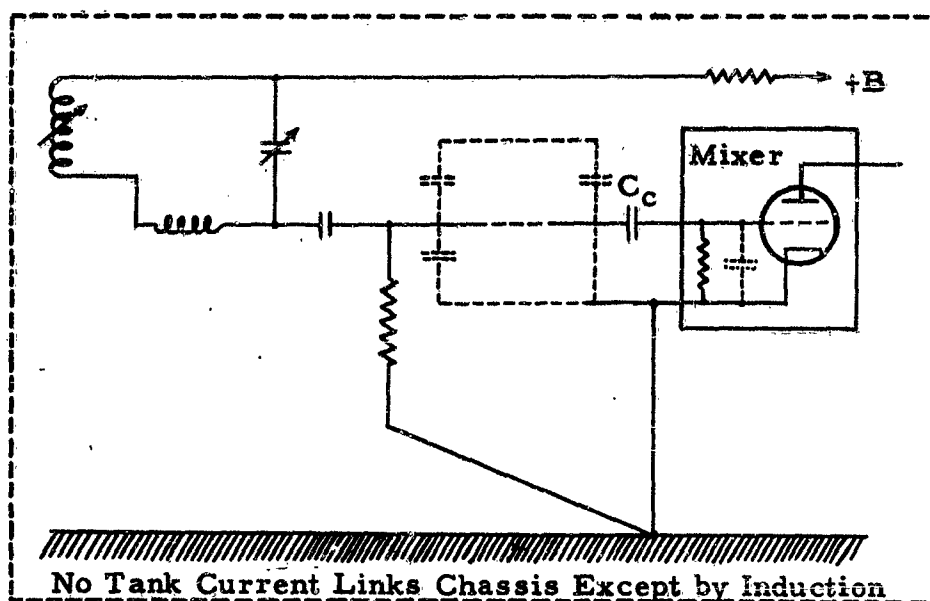 +B
Mixer
Cc
No Tank Current Links Chassis Except by Induction